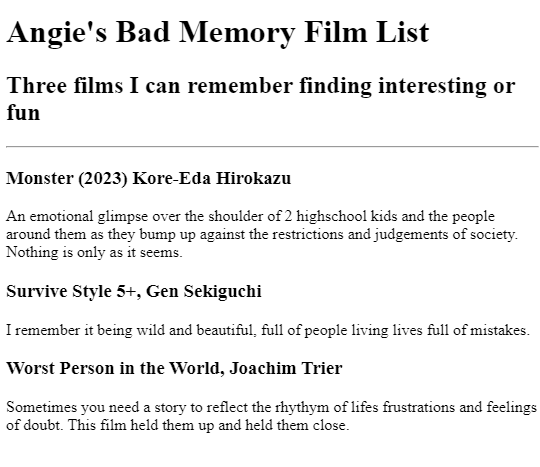 Angie's Bad Memory Film List
Three films I can remember finding interesting or
fun
Monster (2023) Kore-Eda Hirokazu
An emotional glimpse over the shoulder of 2 highschool kids and the people
around them as they bump up against the restrictions and judgements of society.
Nothing is only as it seems.
Survive Style 5+, Gen Sekiguchi
I remember it being wild and beautiful, full of people living lives full of mistakes.
Worst Person in the World, Joachim Trier
Sometimes you need a story to reflect the rhythym of lifes frustrations and feelings
of doubt. This film held them up and held them close.